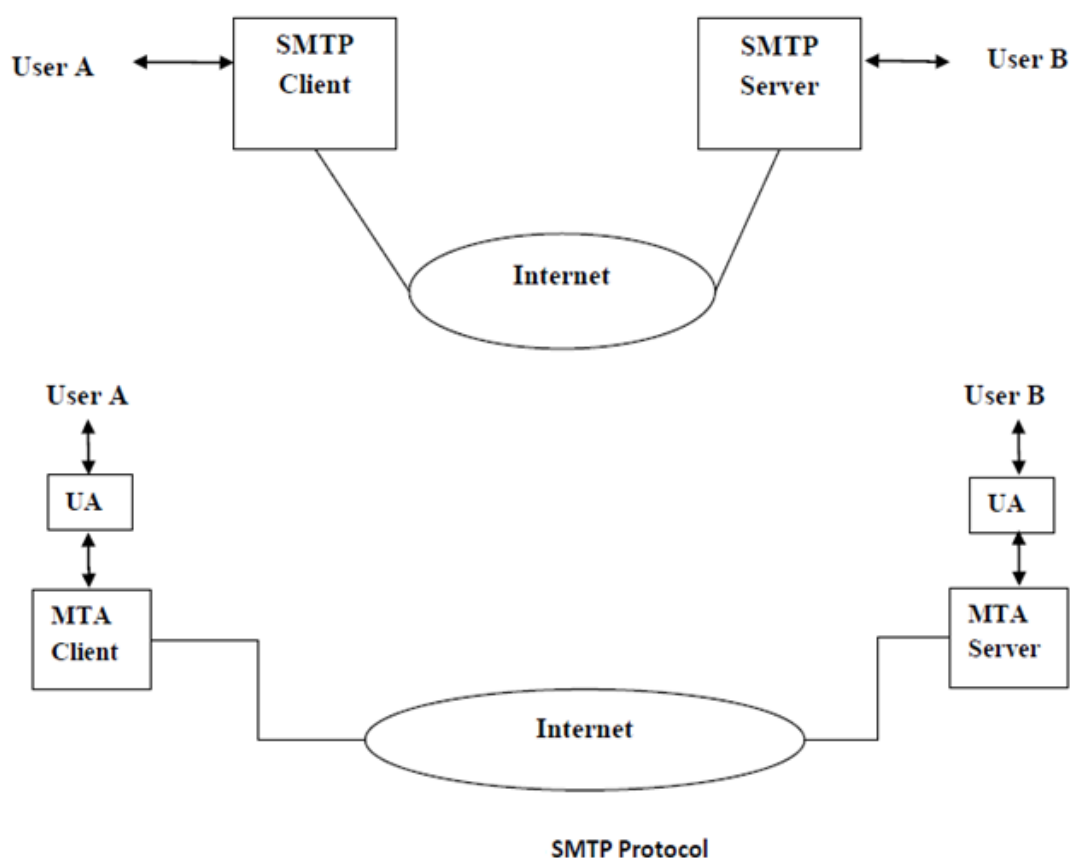 SMTP
Client
SMTP
Server
User A
User B
Internet
User A
User B
UA
UA
MTA
Client
MTA
Server
Internet
SMTP Protocol